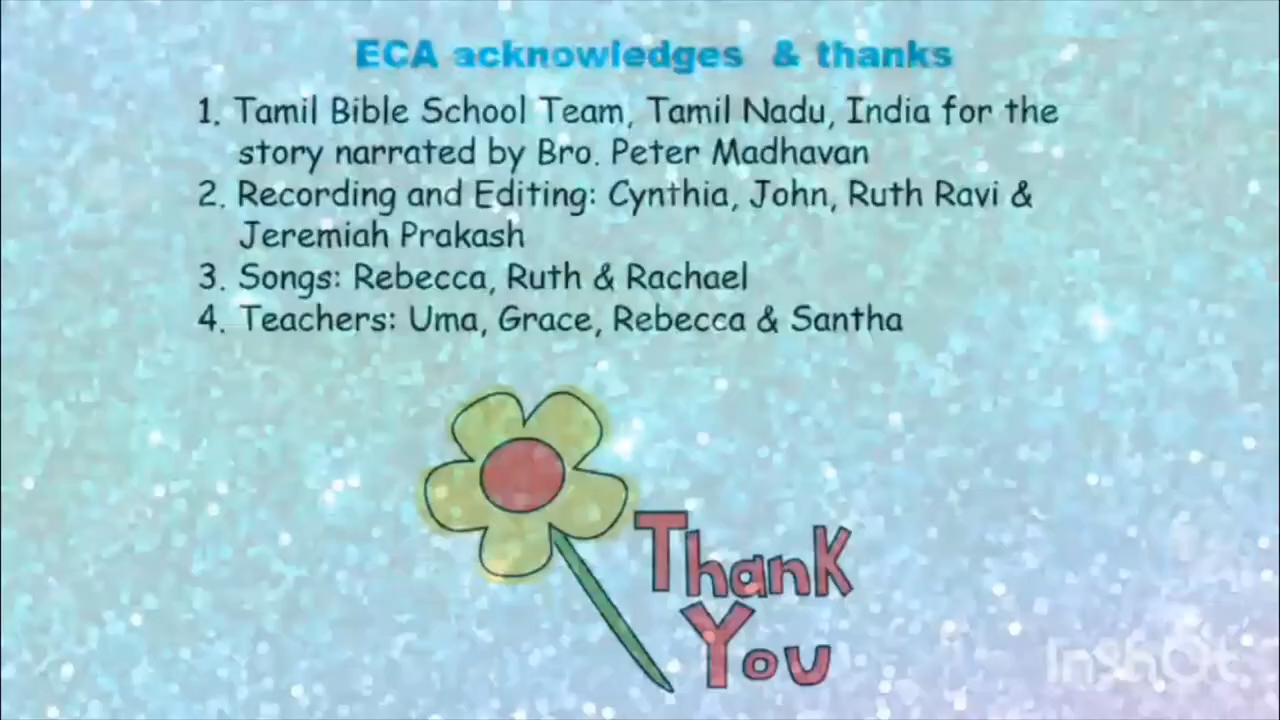 ECA acknowledges & thanks
1. Tamil Bible School Team, Tamil Nadu, India for the
story narrated by Bro. Peter Madhavan
2. Recording and Editing: Cynthia, John, Ruth Ravi &
Jeremiah Prakash
3. Songs: Rebecca, Ruth & Rachael
4. Teachers: Uma, Grace, Rebecca & Santha
Thank
You
InShOt